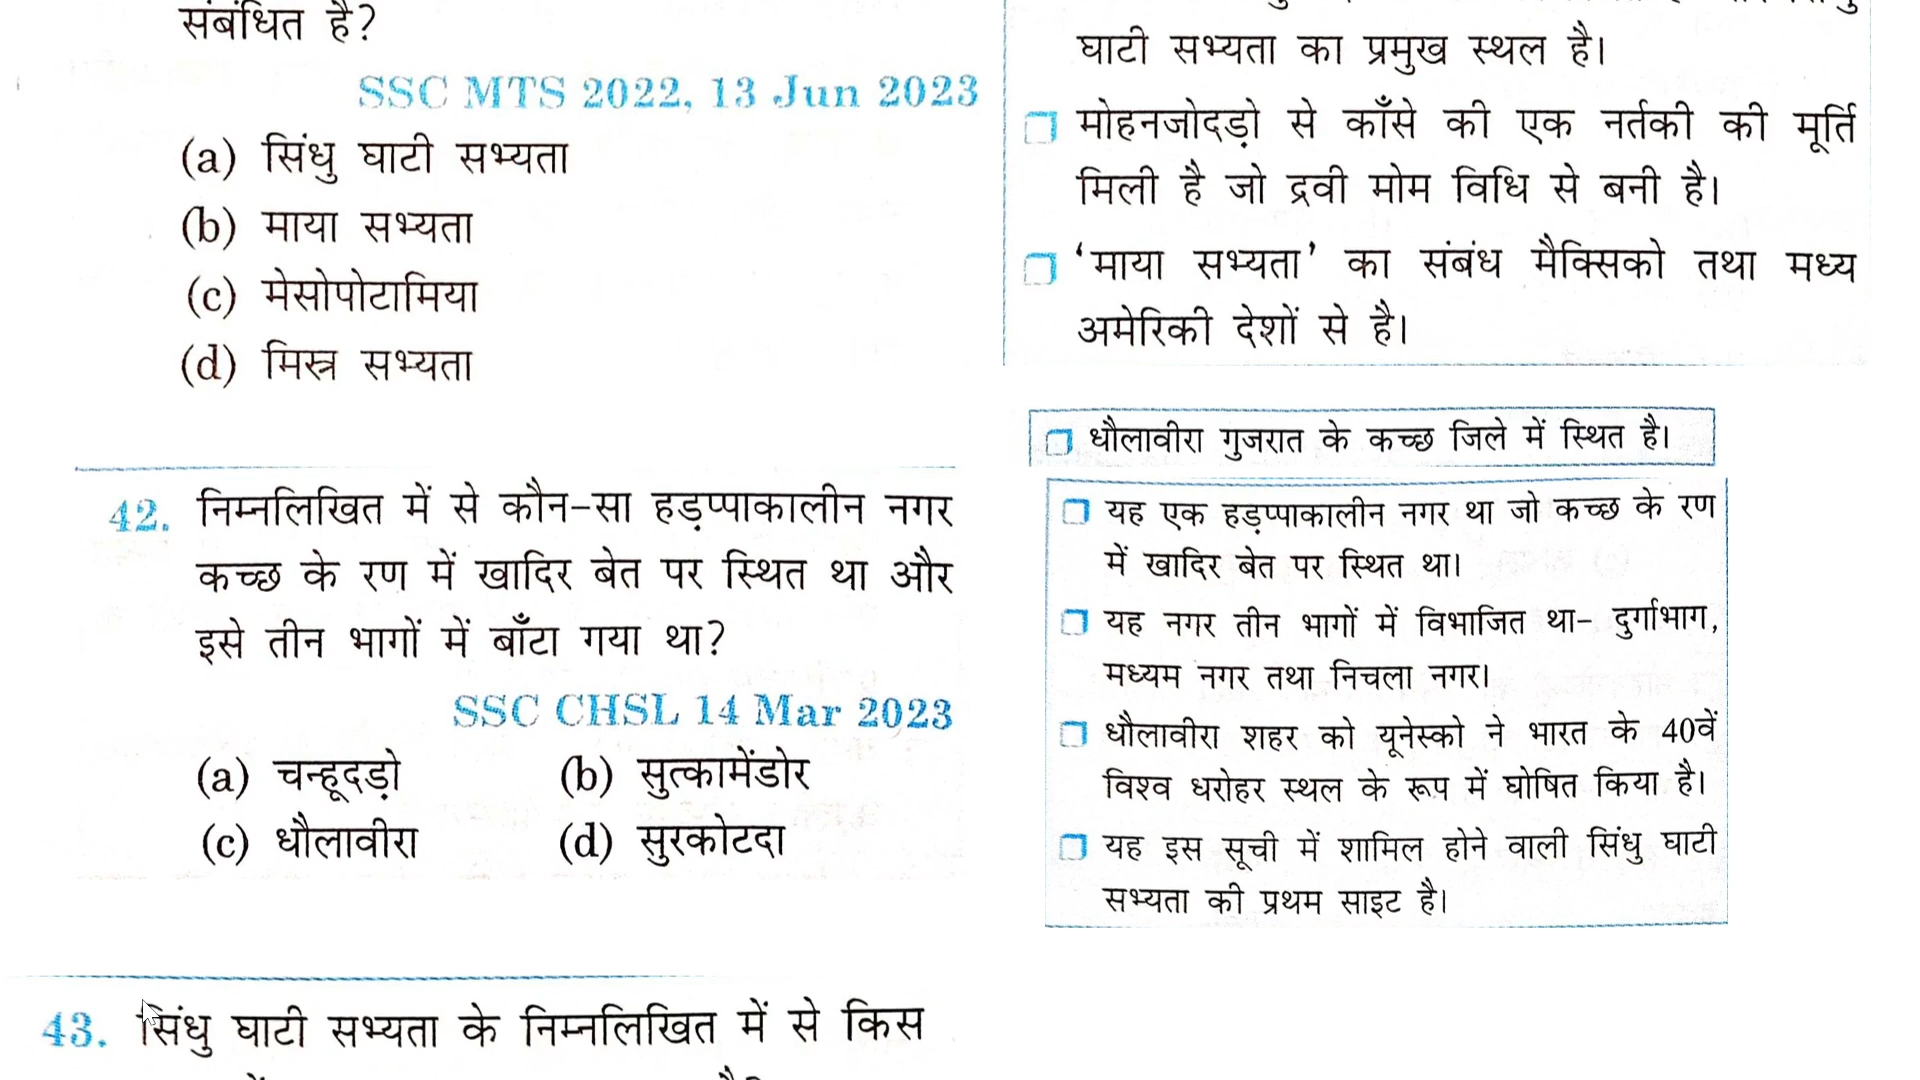 संबंधित है?
SSC MTS 2022, 13 Jun 2023
(a) सिंधु घाटी सभ्यता
(b) माया सभ्यता
(c) मेसोपोटामिया
(d) मिस्र सभ्यता
घाटी सभ्यता का प्रमुख स्थल है।
मोहनजोदड़ो से काँसे की एक नर्तकी की मूर्ति
मिली है जो द्रवी मोम विधि से बनी है।
‘माया सभ्यता’ का संबंध मैक्सिको तथा मध्य
अमेरिकी देशों से है।
42. निम्नलिखित में से कौन-सा हड़प्पाकालीन नगर
कच्छ के रण में खादिर बेत पर स्थित था और
इसे तीन भागों में बाँटा गया था?
SSC CHSL 14 Mar 2023
(a) चन्हूदड़ो (b) सुत्कामेंडोर
(c) धौलावीरा (d) सुरकोटदा
धौलावीरा गुजरात के कच्छ जिले में स्थित है।
यह एक हड़प्पाकालीन नगर था जो कच्छ के रण
में खादिर बेत पर स्थित था।
यह नगर तीन भागों में विभाजित था- दुर्गाभाग,
मध्यम नगर तथा निचला नगर।
धौलावीरा शहर को यूनेस्को ने भारत के 40वें
विश्व धरोहर स्थल के रूप में घोषित किया है।
यह इस सूची में शामिल होने वाली सिंधु घाटी
सभ्यता की प्रथम साइट है।
43. सिंधु घाटी सभ्यता के निम्नलिखित में से किस